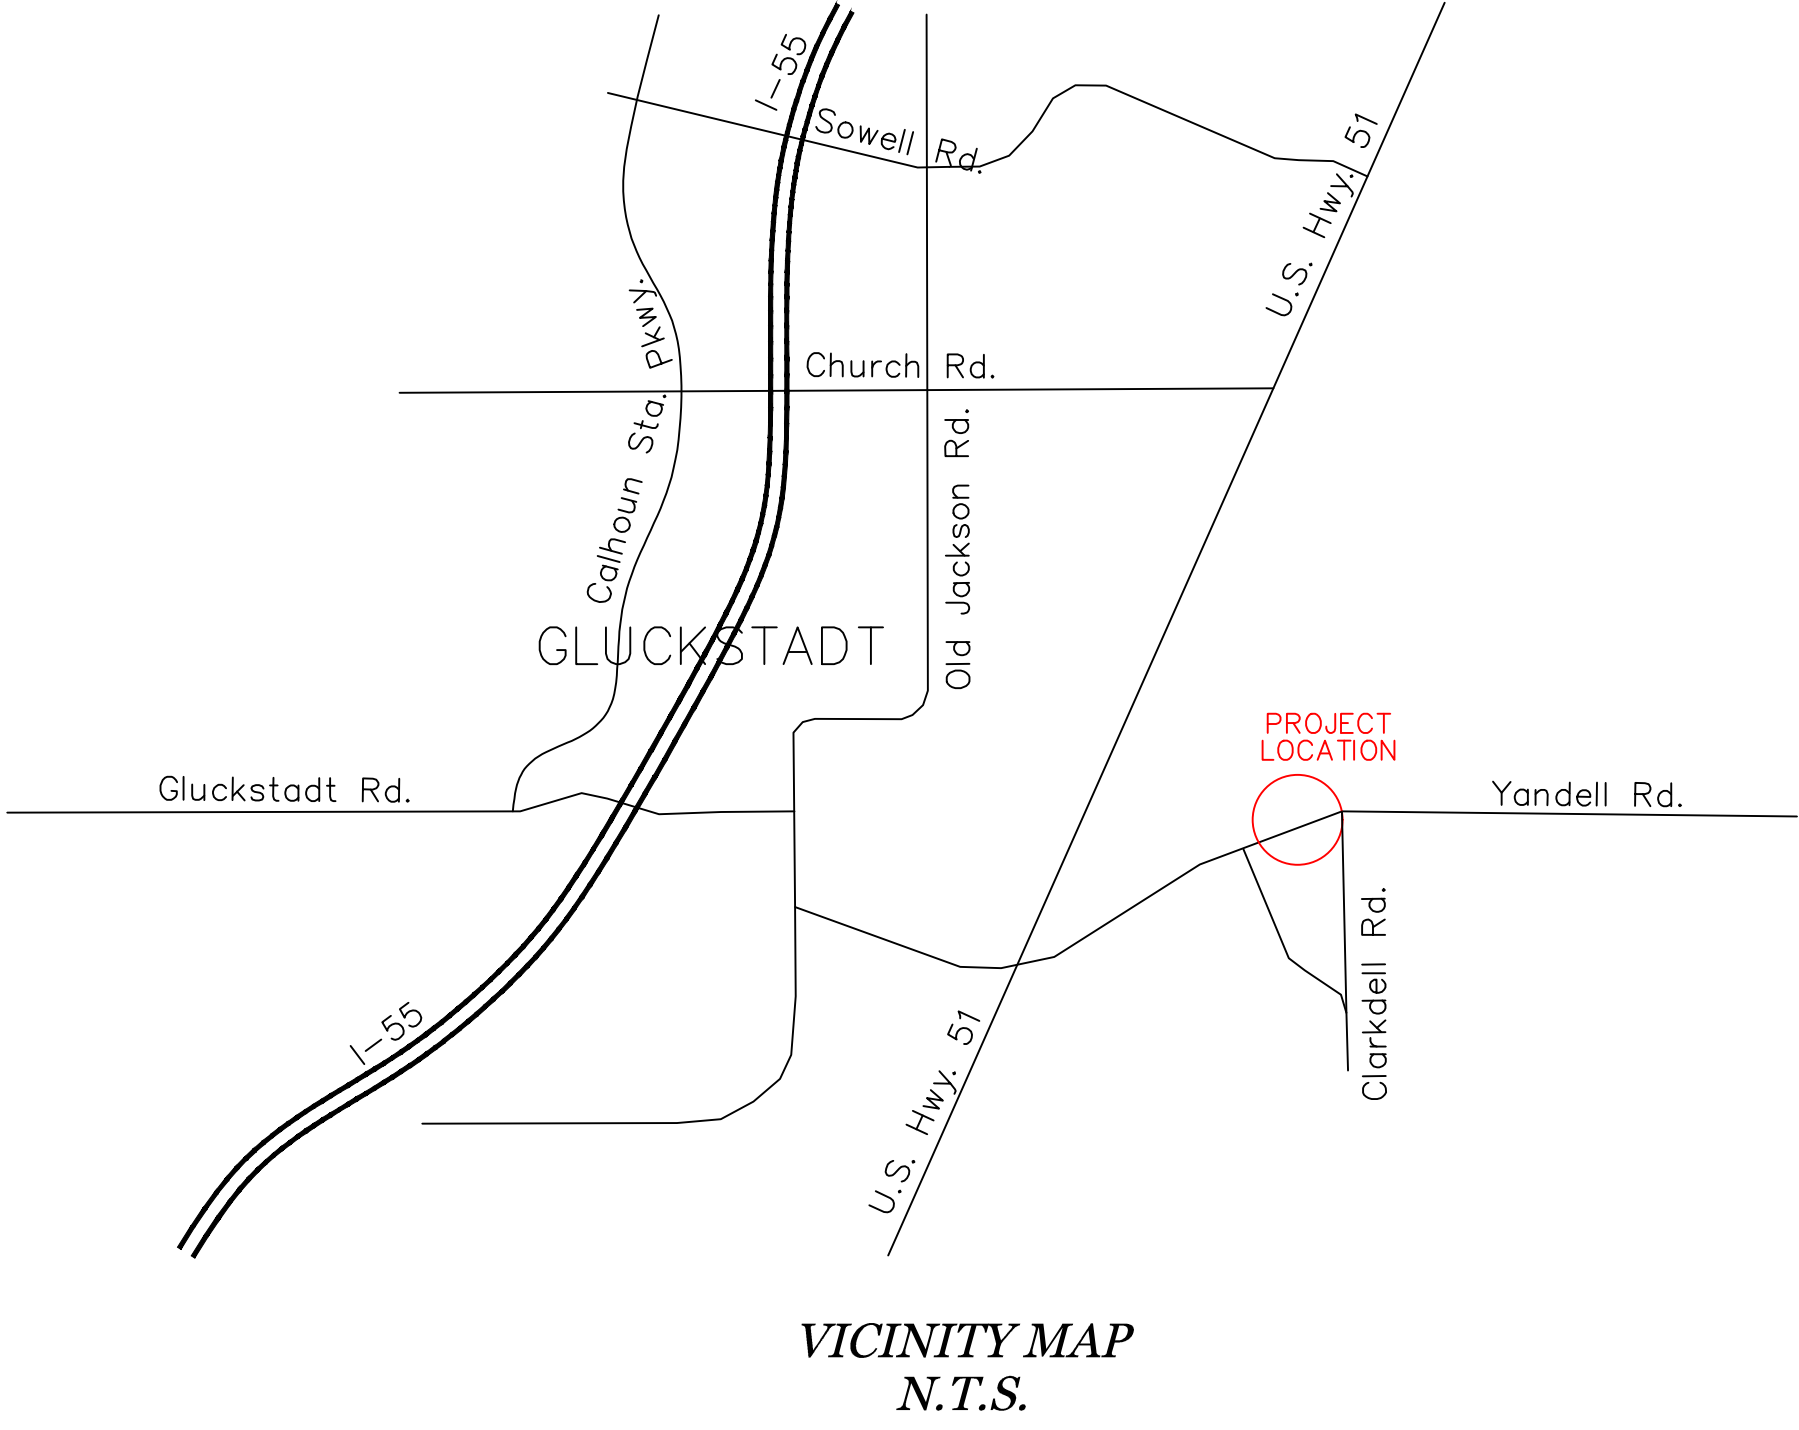 I-55
Sowell Rd.
U.S. Hwy. 51
Calhoun Sta. Pkwy.
Church Rd.
Old Jackson Rd.
GLUCKSTADT
PROJECT
LOCATION
Gluckstadt Rd.
Yandell Rd.
Clarkdell Rd.
I-55
U.S. Hwy. 51
VICINITY MAP
N.T.S.